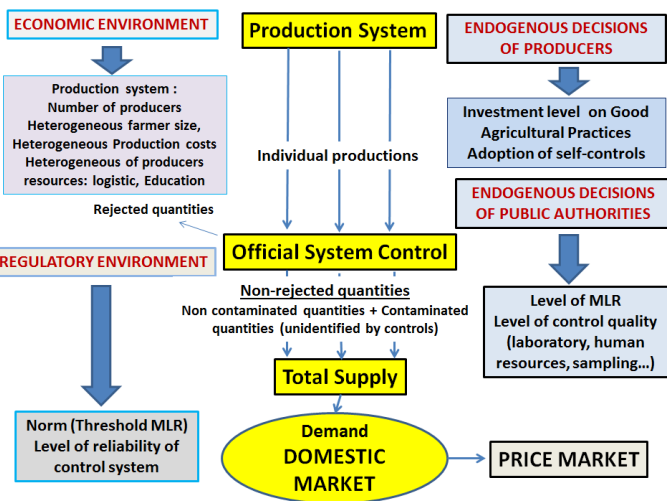 ECONOMIC ENVIRONMENT
Production system :
Number of producers
Heterogeneous farmer size,
Heterogeneous Production costs
Heterogeneous of producers
resources: logistic, Education
Production System
Individual productions
ENDOGENOUS DECISIONS
OF PRODUCERS
Investment level on Good
Agricultural Practices
Adoption of self-controls
Rejected quantities
ENDOGENOUS DECISIONS
OF PUBLIC AUTHORITIES
REGULATORY ENVIRONMENT
Official System Control
Non-rejected quantities
Non contaminated quantities + Contaminated
quantities (unidentified by controls)
Level of MLR
Level of control quality
(laboratory, human
resources, sampling...)
Total Supply
Norm (Threshold MLR)
Level of reliability of
control system
Demand
DOMESTIC
MARKET
PRICE MARKET